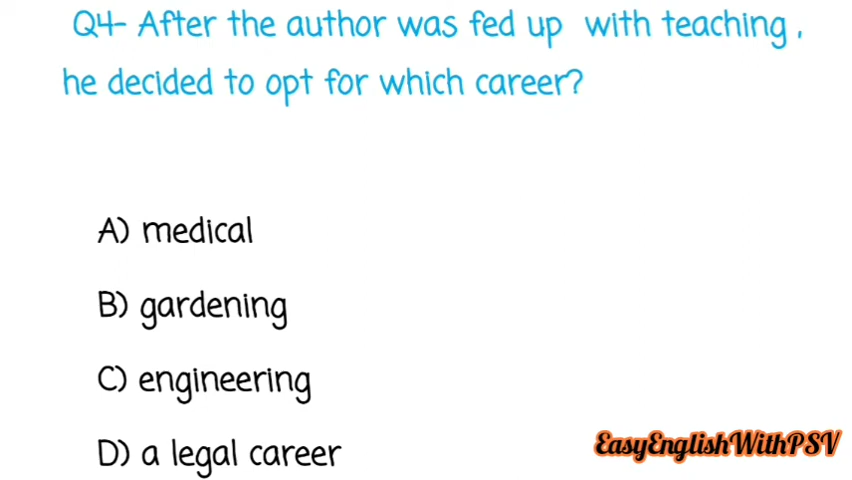 Q4- After the author was fed up with teaching ,
he decided to opt for which career?
A) medical
B) gardening
C) engineering
D) a legal career
EasyEnglishWithPSV